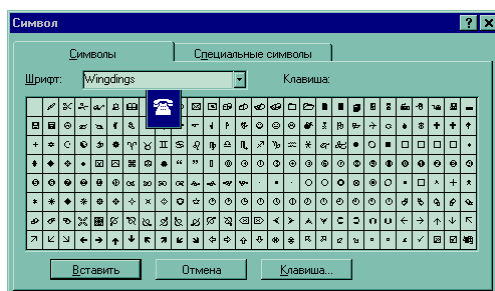 Символ
Символы Специальные символы
Шрифт: Wingdings Клавиша:
Вставить Отмена Клавиша...